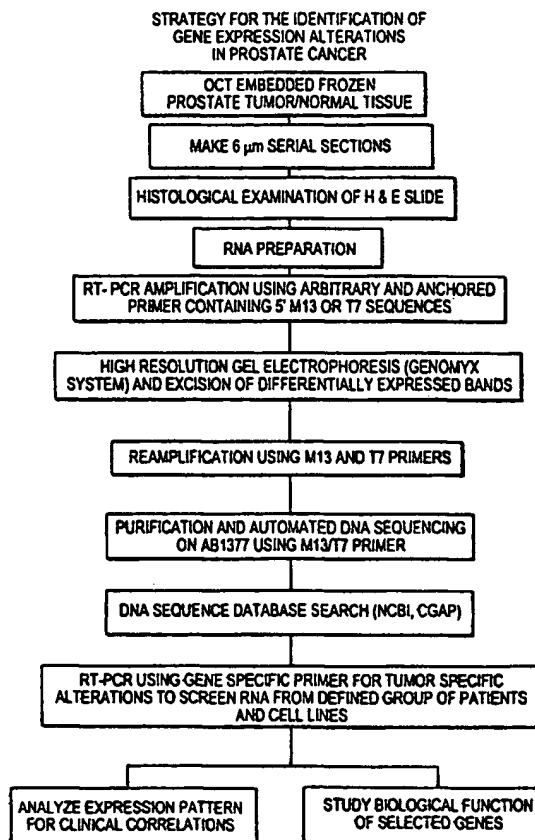 STRATEGY FOR THE IDENTIFICATION OF
GENE EXPRESSION ALTERATIONS
IN PROSTATE CANCER
OCT EMBEDDED FROZEN
PROSTATE TUMOR/NORMAL TISSUE
MAKE 6 µm SERIAL SECTIONS
HISTOLOGICAL EXAMINATION OF H & E SLIDE
RNA PREPARATION
RT- PCR AMPLIFICATION USING ARBITRARY AND ANCHORED
PRIMER CONTAINING 5' M13 OR T7 SEQUENCES
HIGH RESOLUTION GEL ELECTROPHORESIS (GENOMYX
SYSTEM) AND EXCISION OF DIFFERENTIALLY EXPRESSED BANDS
REAMPLIFICATION USING M13 AND T7 PRIMERS
PURIFICATION AND AUTOMATED DNA SEQUENCING
ON AB1377 USING M13/T7 PRIMER
DNA SEQUENCE DATABASE SEARCH (NCBI, CGAP)
RT-PCR USING GENE SPECIFIC PRIMER FOR TUMOR SPECIFIC
ALTERATIONS TO SCREEN RNA FROM DEFINED GROUP OF PATIENTS
AND CELL LINES
ANALYZE EXPRESSION PATTERN
FOR CLINICAL CORRELATIONS
STUDY BIOLOGICAL FUNCTION
OF SELECTED GENES